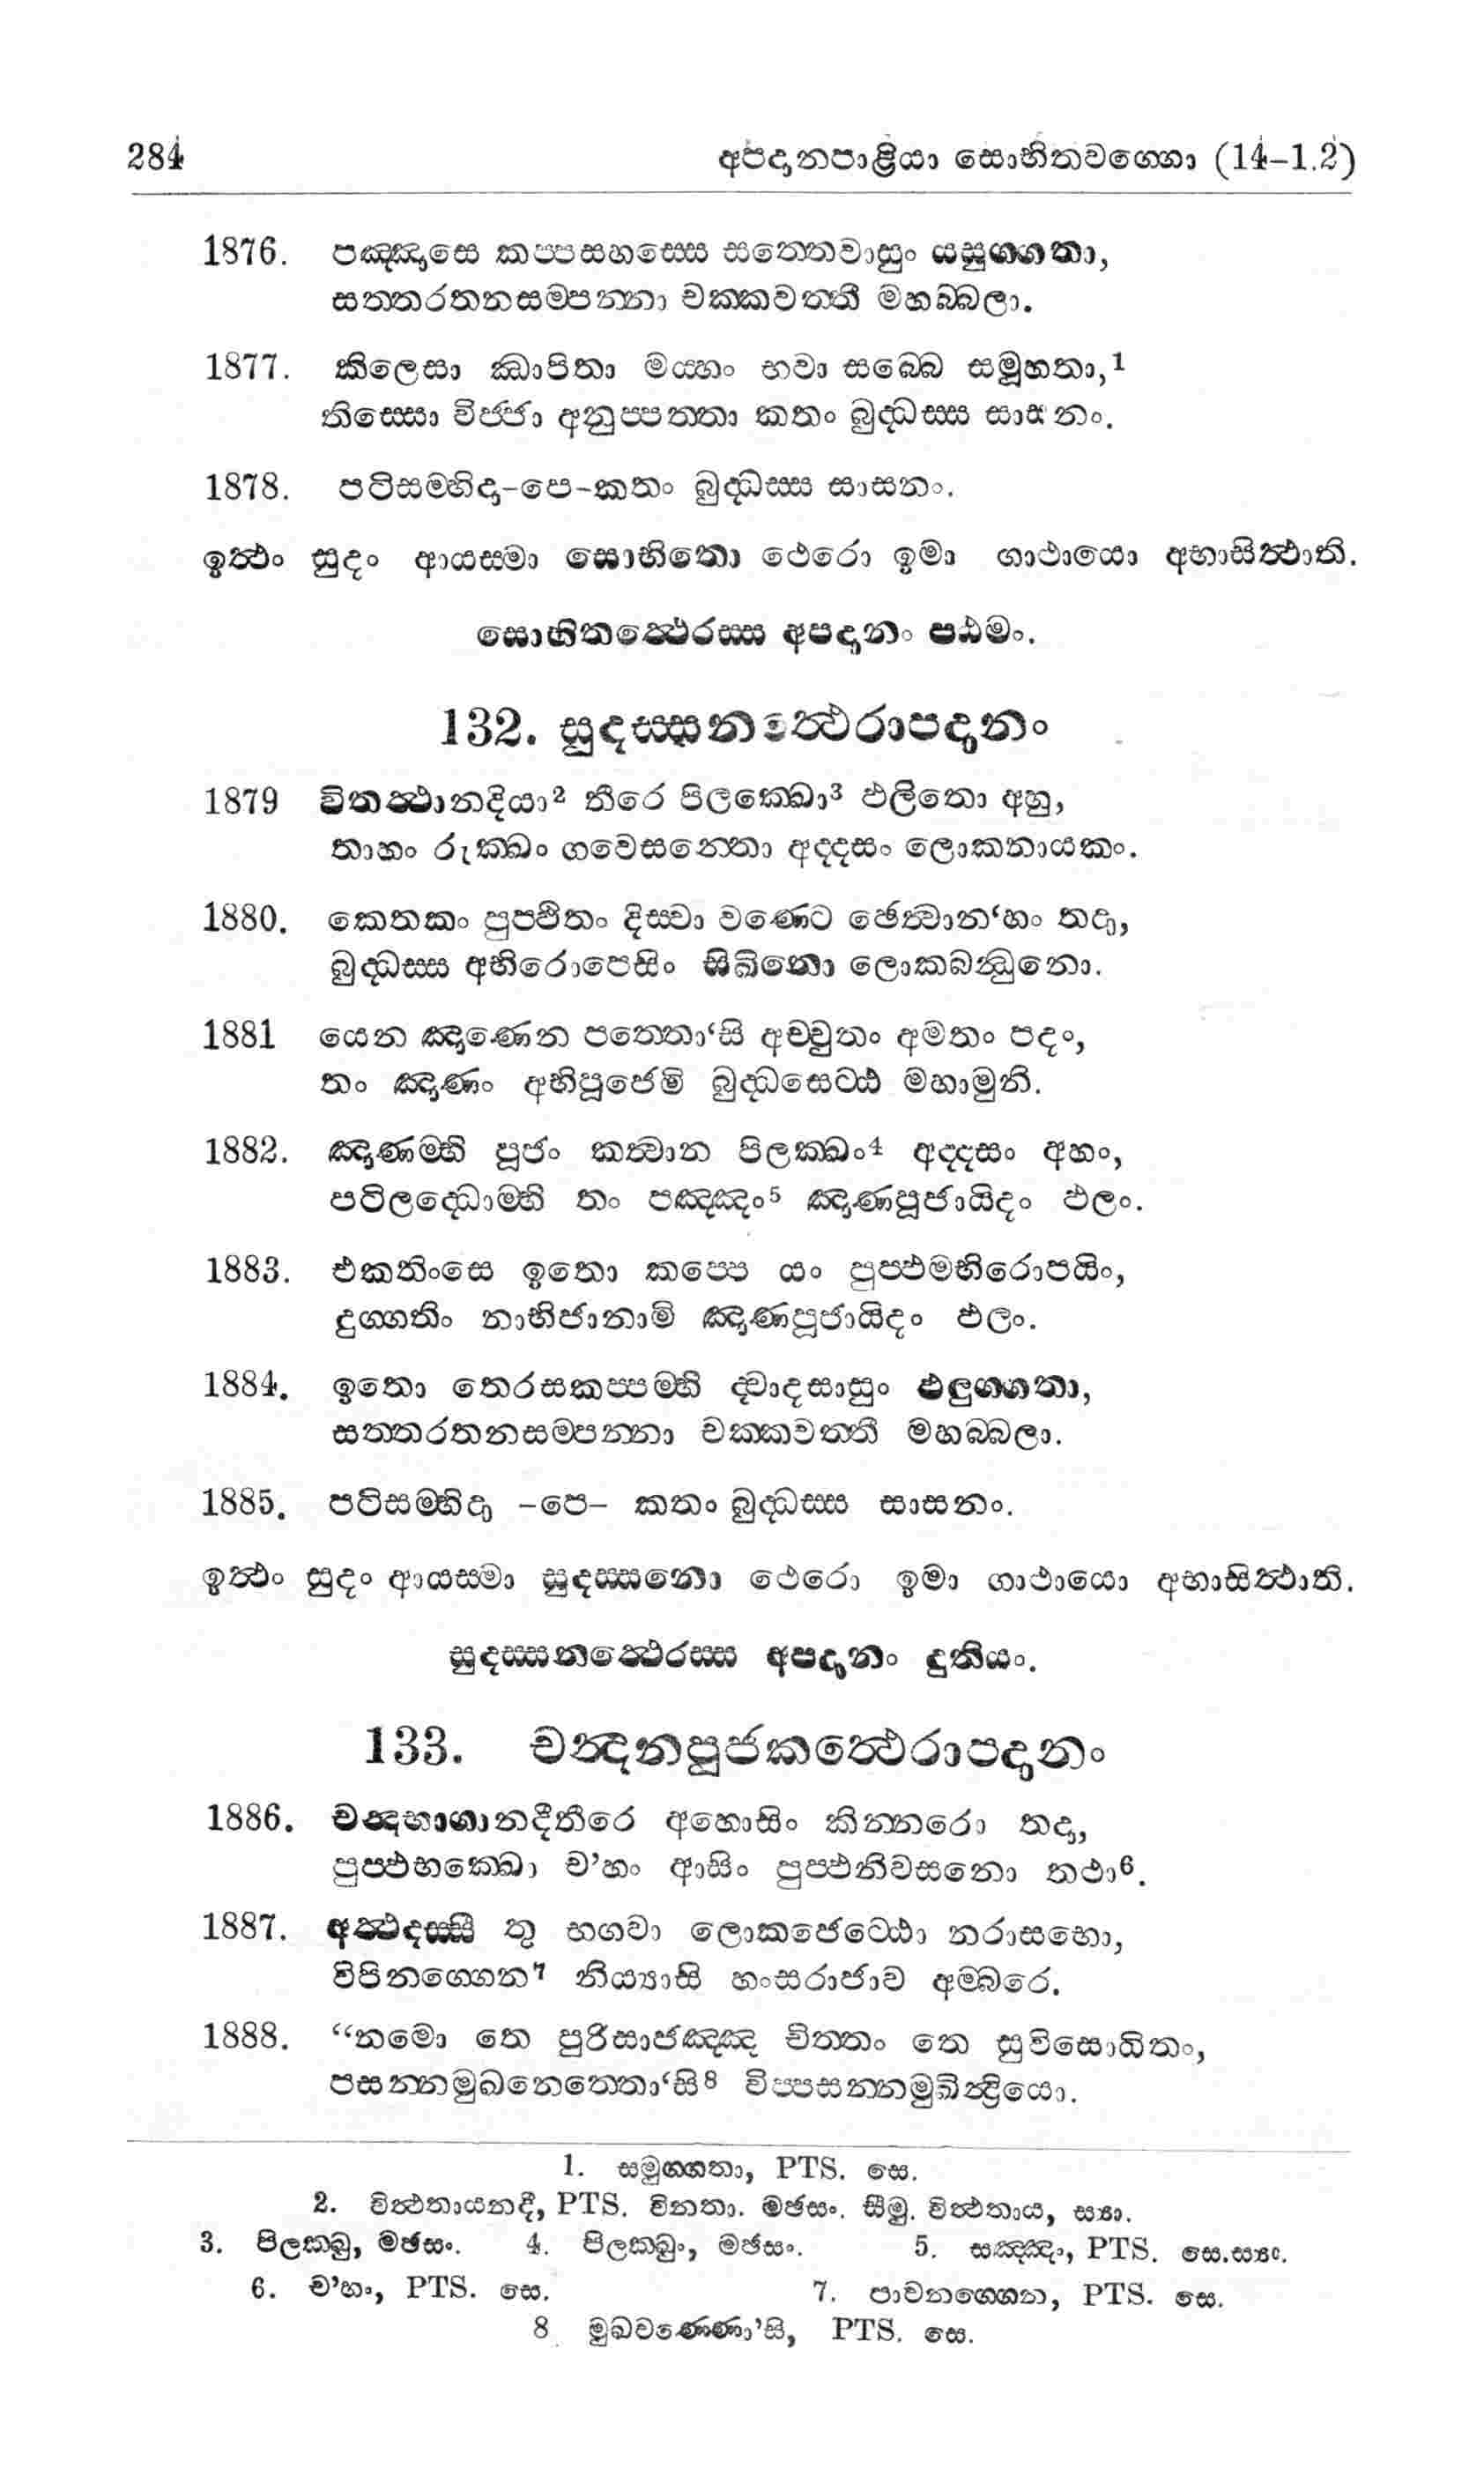 284 අපදානපාළියා සොභිතවග්ගො (14-1.2)
1876. පඤ්ඤාසෙ කප්පසහස්සෙ සත්තෙවාසුං යසුග්ගතා,
සත්තරතනසම්පන්නා චක්කවත්තී මහබ්බලා.
1877. කිලෙසා ඣාපිතා මය්හං භවා සබ්බෙ සමූහතා,1
තිස්සො විජ්ජා අනුප්පත්තා කතං බුද්ධස්ස සාසනං.
1878. පටිසම්භිදා-පෙ-කතං බුද්ධස්ස සාසනං.
ඉත්ථං සුදං ආයස්මා සොභිතො ථෙරො ඉමා ගාථායො අභාසිත්ථාති.
සොභිතත්ථෙරස්ස අපදානං පඨමං.
132. සුදස්සනත්ථෙරාපදානං
1879 විතත්ථානදියා2 තීරෙ පිලක්ඛො3 ඵලිතො අහු,
තාහං රුක්ඛං ගවෙසන්තො අද්දසං ලොකනායකං.
1880. කෙතකං පුප්ඵිතං දිස්වා වණ්ටෙ ඡෙත්වාන‘හං තදා,
බුද්ධස්ස අභිරොපෙසිං සිඛිනො ලොකබන්ධුනො.
1881 යෙන ඤාණෙන පත්තො‘සි අච්චුතං අමතං පදං,
තං ඤාණං අභිපූජෙමි බුද්ධසෙට්ඨ මහාමුනි.
1882. ඤාණම්හි පූජං කත්වාන පිලක්ඛං4 අද්දසං අහං,
පටිලද්ධොම්හි තං පඤ්ඤං5 ඤාණපූජායිදං ඵලං.
1883. එකතිංසෙ ඉතො කප්පෙ යං පුප්ඵමභිරොපයිං,
දුග්ගතිං නාභිජානාමි ඤාණපූජායිදං ඵලං.
1884. ඉතො තෙරසකප්පම්හි ද්වාදසාසුං ඵලුග්ගතා,
සත්තරතනසම්පන්නා චක්කවත්තී මහබ්බලා.
1885. පටිසම්භිදා -පෙ- කතං බුද්ධස්ස සාසනං.
ඉත්ථං සුදං ආයස්මා සුදස්සනො ථෙරො ඉමා ගාථායො අභාසිත්ථාති.
සුදස්සනත්ථෙරස්ස අපදානං දුතියං.
133. චන්දනපූජකත්ථෙරාපදානං
1886. චන්දභාගානදීතීරෙ අහොසිං කින්නරො තදා,
පුප්ඵභක්ඛො ච’හං ආසිං පුප්ඵනිවසනො තථා6.
1887. අත්ථදස්සී තු භගවා ලොකජෙට්ඨො නරාසභො,
විපිනග්ගෙන7 නිය්‍යාසි හංසරාජාව අම්බරෙ.
1888. “නමො තෙ පුරිසාජඤ්ඤ චිත්තං තෙ සුවිසොධිතං,
පසන්නමුඛනෙත්තො‘සි8 විප්පසන්නමුඛින්ද්‍රියො.
1. සමුග්ගතා, PTS. සෙ.
2. විත්ථතායනදී, PTS. විනතා. මඡසං. සීමු. විත්ථතාය, ස්‍යා.
3. පිලක්ඛු, මඡසං. 4. පිලක්ඛුං, මඡසං. 5. සඤ්ඤං, PTS. සෙ.ස්‍යා.
6. ච’හං, PTS. සෙ. 7. පාවනග්ගෙන, PTS. සෙ.
8 මුඛවණ්ණො’සි, PTS. සෙ.